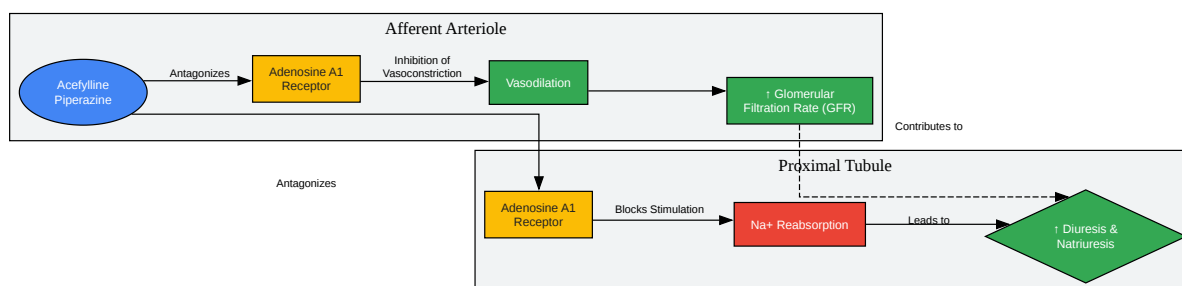 Afferent Arteriole
Acefylline
Piperazine
Antagonizes
Adenosine A1
Receptor
Inhibition of
Vasoconstriction
Vasodilation
↑ Glomerular
Filtration Rate (GFR)
Contributes to
Antagonizes
Proximal Tubule
Adenosine A1
Receptor
Blocks Stimulation
Na+ Reabsorption
Leads to
↑ Diuresis &
Natriuresis